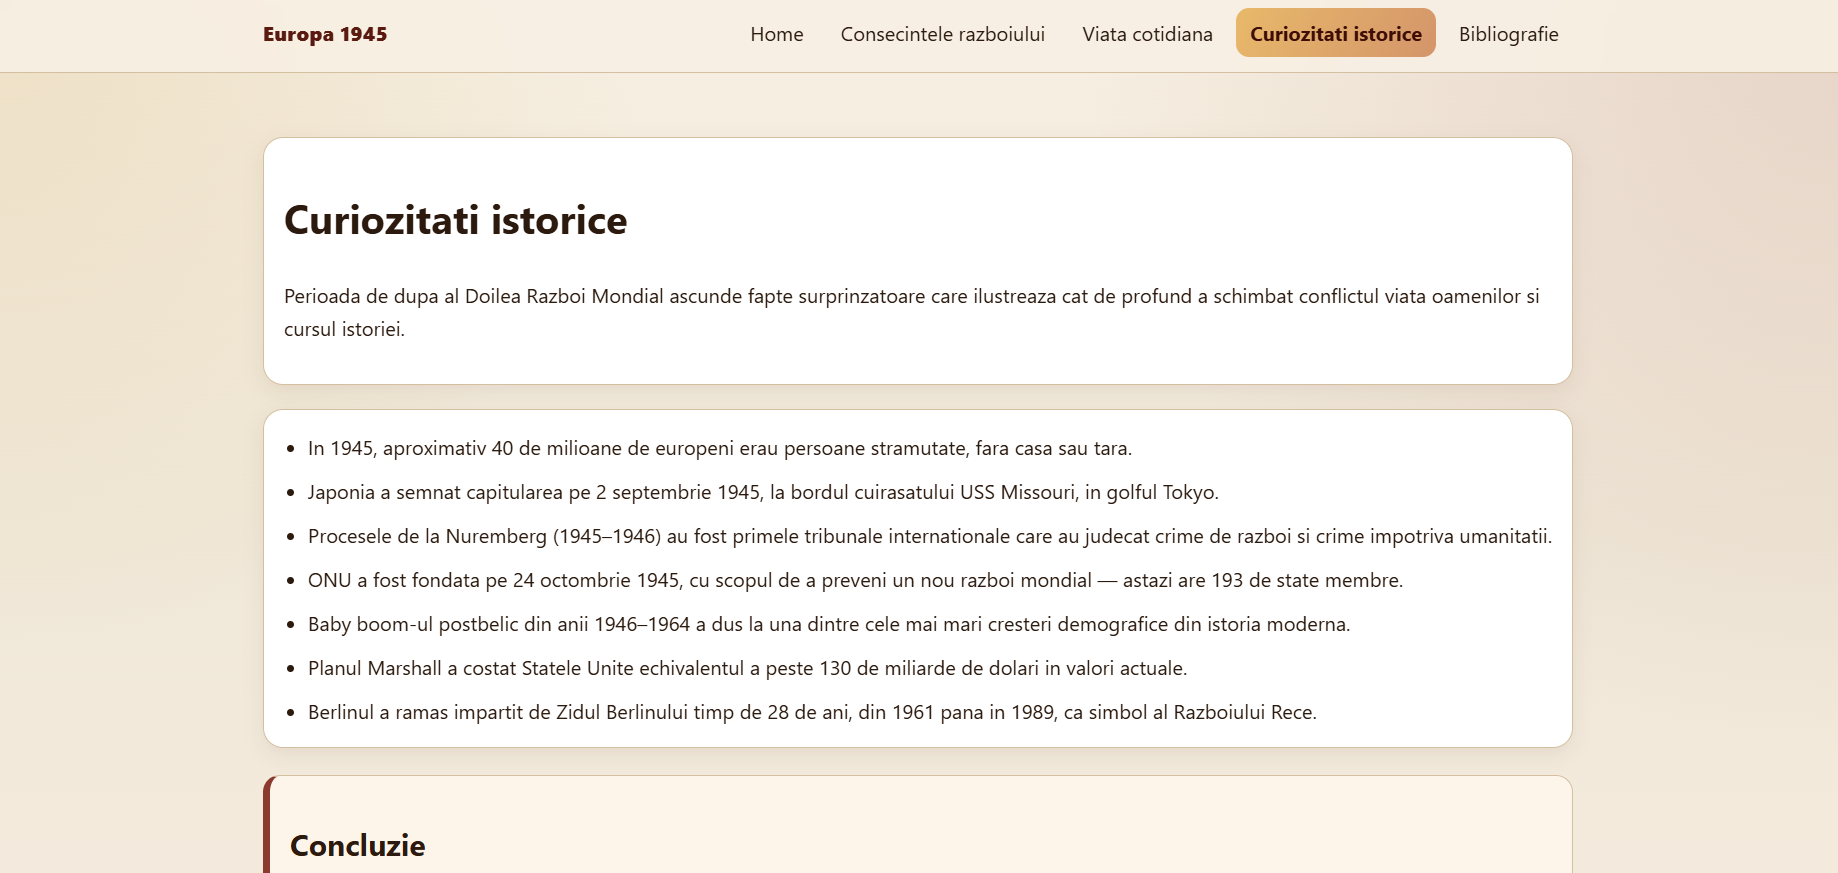 Europa 1945
Home
Consecintele razboiului
Viata cotidiana
Curiozitati istorice
Bibliografie
Curiozitati istorice
Perioada de dupa al Doilea Razboi Mondial ascunde fapte surprinzatoare care ilustreaza cat de profund a schimbat conflictul viata oamenilor si
cursul istoriei.
• In 1945, aproximativ 40 de milioane de europeni erau persoane stramutate, fara casa sau tara.
• Japonia a semnat capitularea pe 2 septembrie 1945, la bordul cuirasatului USS Missouri, in golful Tokyo.
• Procesele de la Nuremberg (1945–1946) au fost primele tribunale internationale care au judecat crime de razboi si crime impotriva umanitatii.
• ONU a fost fondata pe 24 octombrie 1945, cu scopul de a preveni un nou razboi mondial — astazi are 193 de state membre.
• Baby boom-ul postbelic din anii 1946–1964 a dus la una dintre cele mai mari cresteri demografice din istoria moderna.
• Planul Marshall a costat Statele Unite echivalentul a peste 130 de miliarde de dolari in valori actuale.
• Berlinul a ramas impartit de Zidul Berlinului timp de 28 de ani, din 1961 pana in 1989, ca simbol al Razboiului Rece.
Concluzie